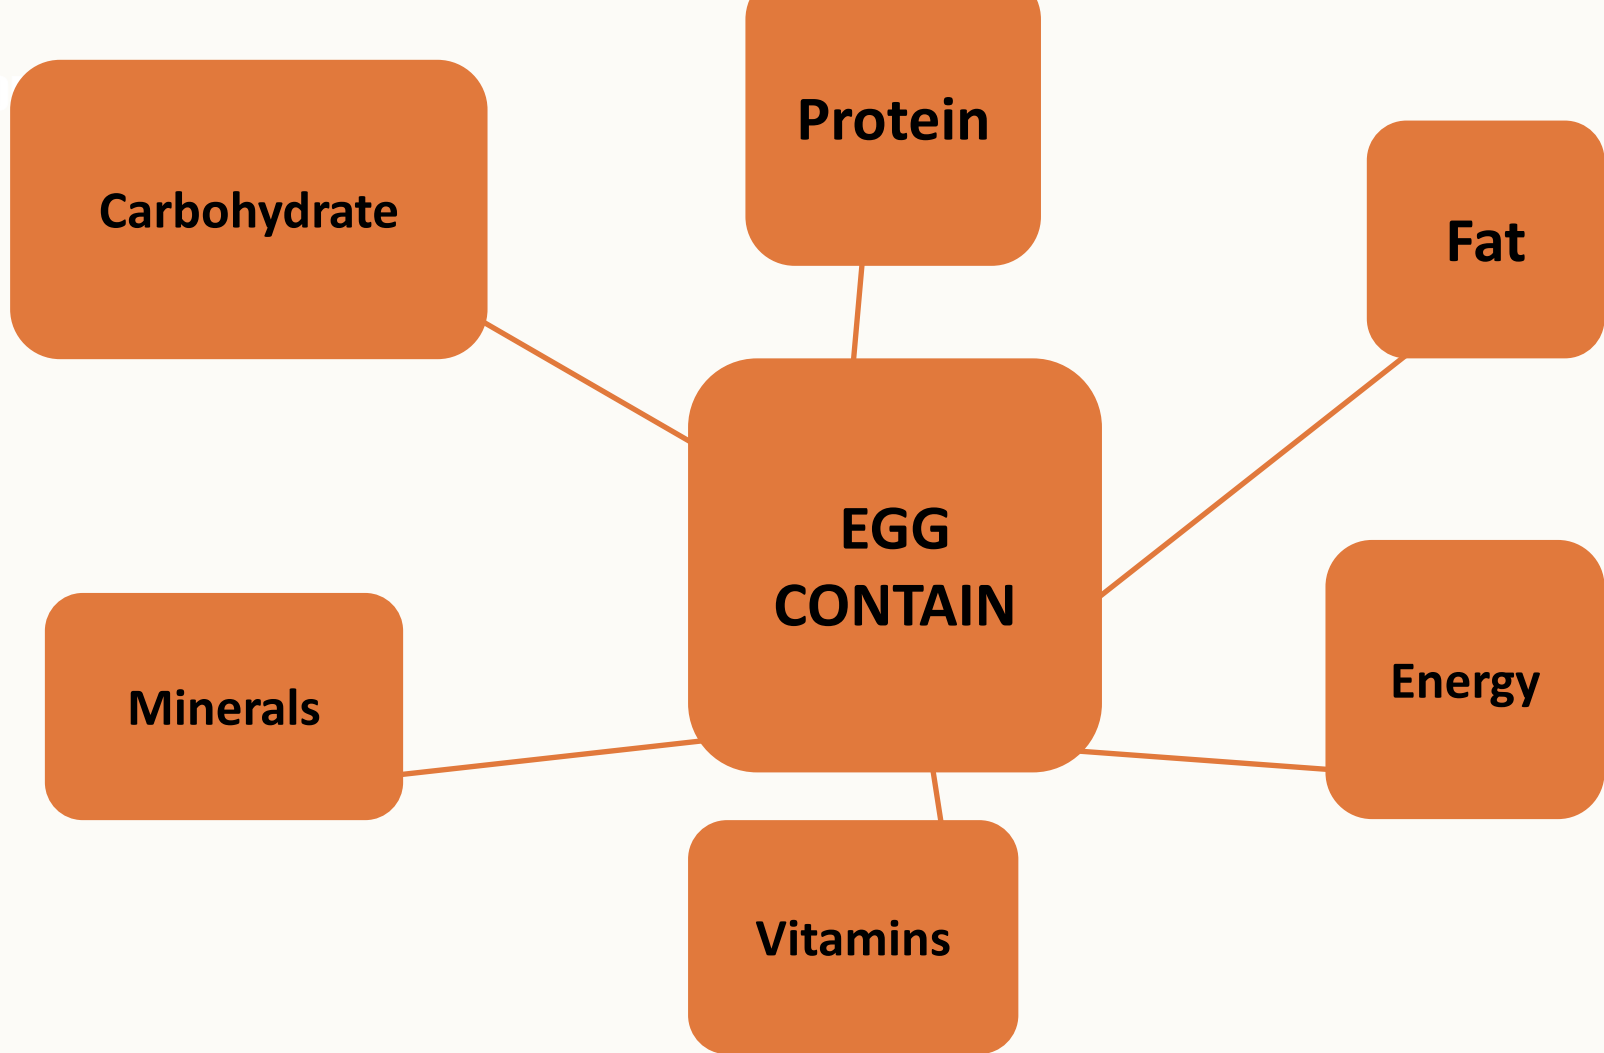 Protein
Carbohydrate
Fat
EGG
CONTAIN
Energy
Minerals
Vitamins